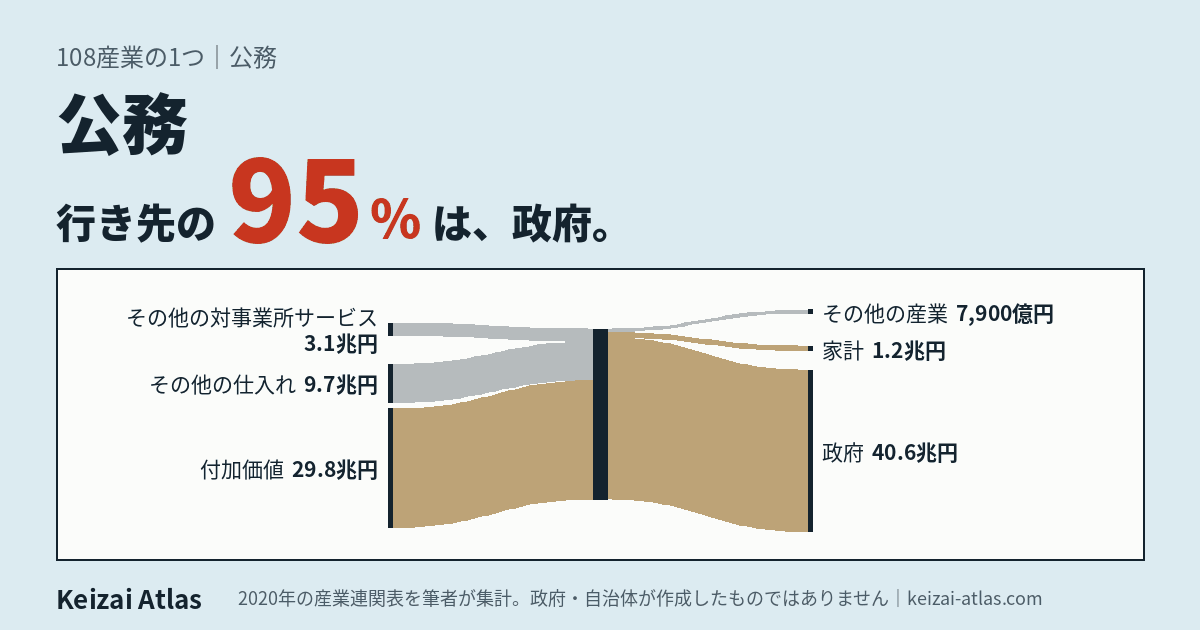 108産業の1つ｜公務
公務
行き先の 95% は、政府。
その他の対事業所サービス
3.1兆円
その他の仕入れ 9.7兆円
付加価値 29.8兆円
その他の産業 7,900億円
家計 1.2兆円
政府 40.6兆円
Keizai Atlas
2020年の産業連関表を筆者が集計。政府・自治体が作成したものではありません｜keizai-atlas.com